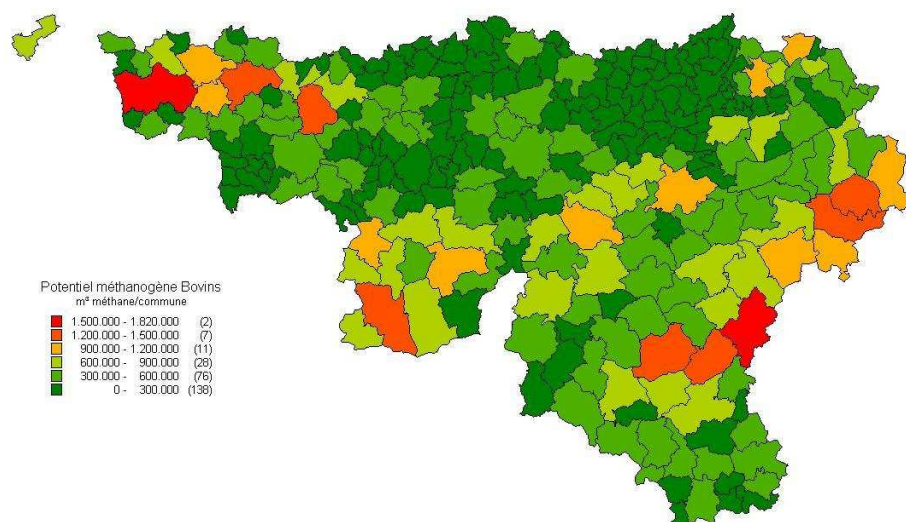 Potentiel méthanogène Bovins
m³ méthane/commune
1.500.000 - 1.820.000 (2)
1.200.000 - 1.500.000 (7)
900.000 - 1.200.000 (11)
600.000 - 900.000 (28)
300.000 - 600.000 (76)
0 - 300.000 (138)